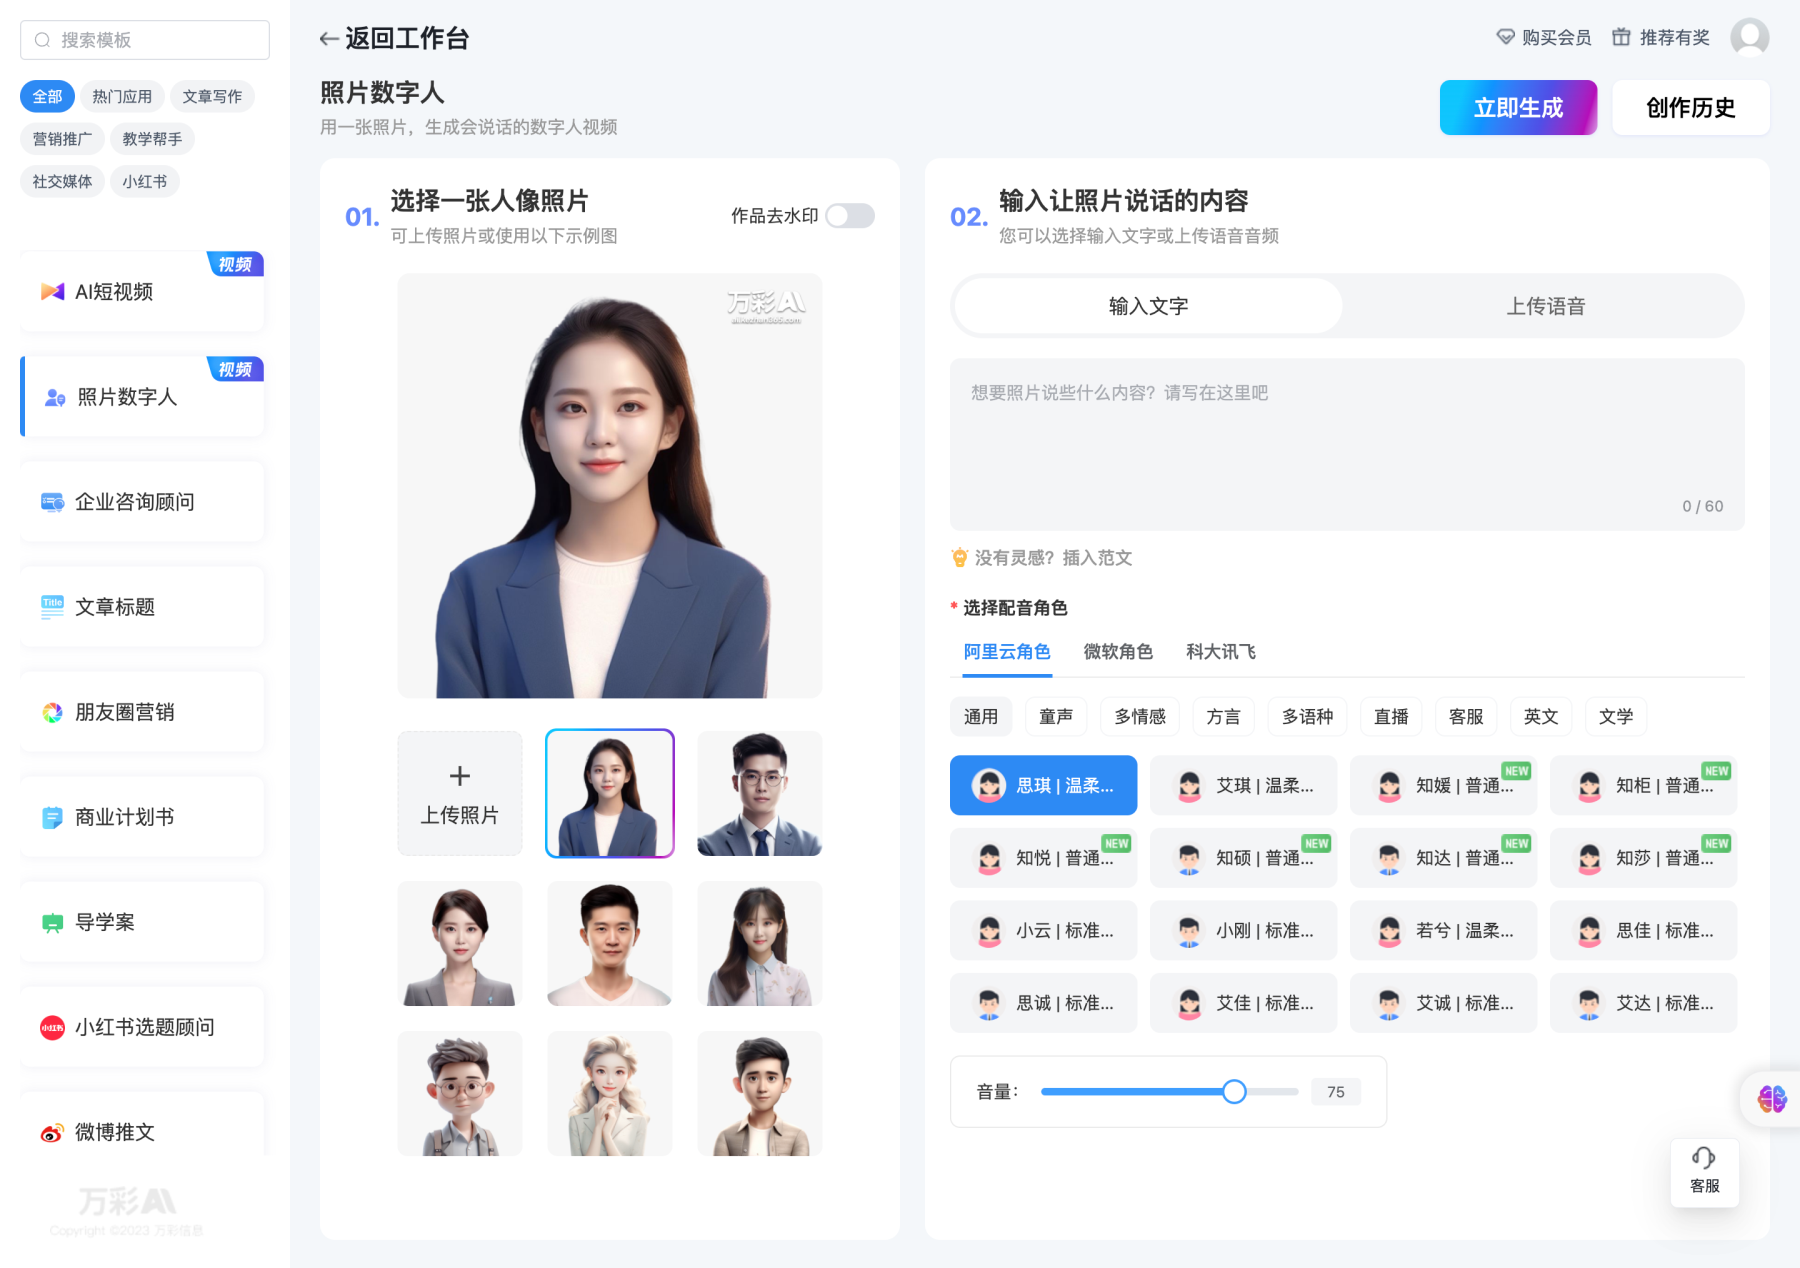 搜索模板
全部 热门应用 文章写作
营销推广 教学帮手
社交媒体 小红书
视频
AI短视频
视频
照片数字人
企业咨询顾问
Title
文章标题
朋友圈营销
商业计划书
导学案
小红书
小红书选题顾问
微博推文
万彩AI
Copyright ©2023 万彩信息
返回工作台
购买会员 推荐有奖
照片数字人
用一张照片，生成会说话的数字人视频
立即生成 创作历史
01. 选择一张人像照片
可上传照片或使用以下示例图
作品去水印
万彩AI
上传照片
02. 输入让照片说话的内容
您可以选择输入文字或上传语音音频
输入文字 上传语音
想要照片说些什么内容？请写在这里吧
0 / 60
没有灵感？插入范文
* 选择配音角色
阿里云角色 微软角色 科大讯飞
通用 童声 多情感 方言 多语种 直播 客服 英文 文学
思琪 | 温柔... 艾琪 | 温柔... 知媛 | 普通... NEW 知柜 | 普通... NEW
知悦 | 普通... NEW 知硕 | 普通... NEW 知达 | 普通... NEW 知莎 | 普通... NEW
小云 | 标准... 小刚 | 标准... 若兮 | 温柔... 思佳 | 标准...
思诚 | 标准... 艾佳 | 标准... 艾诚 | 标准... 艾达 | 标准...
音量： 75
客服